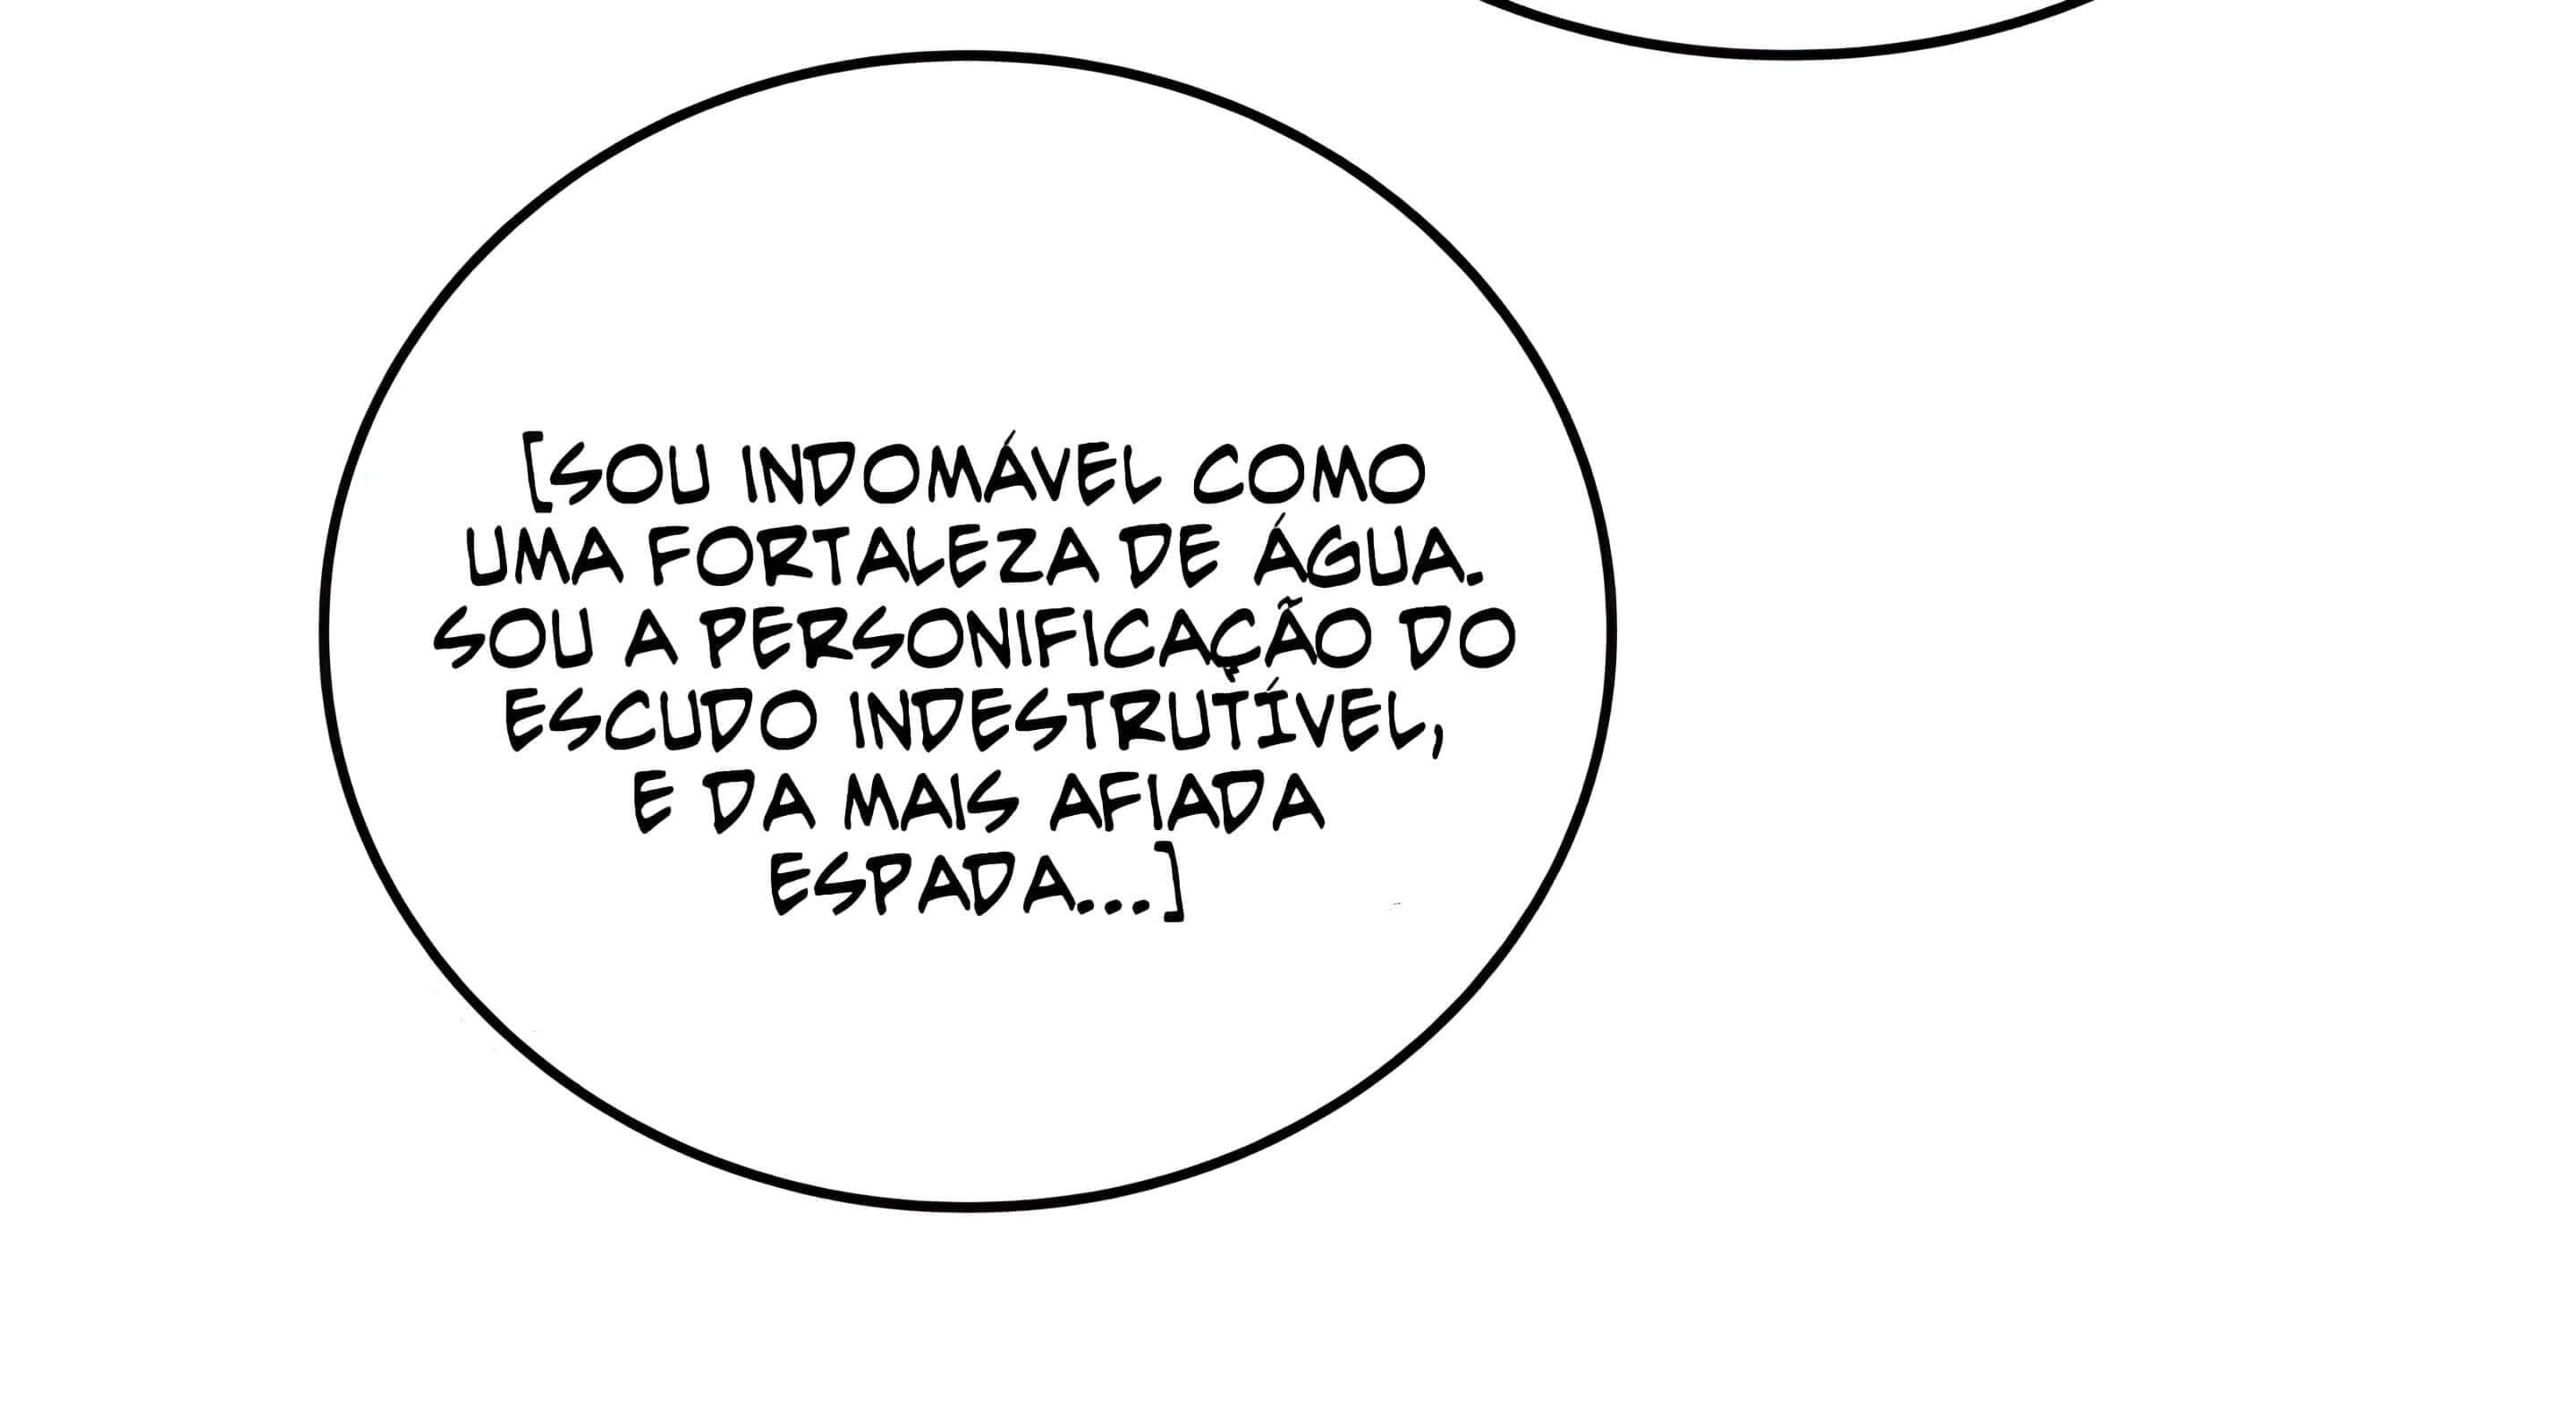 [SOU INDOMÁVEL COMO
UMA FORTALEZA DE ÁGUA.
SOU A PERSONIFICAÇÃO DO
ESCUDO INDESTRUTÍVEL,
E DA MAIS AFIADA
ESPADA...]